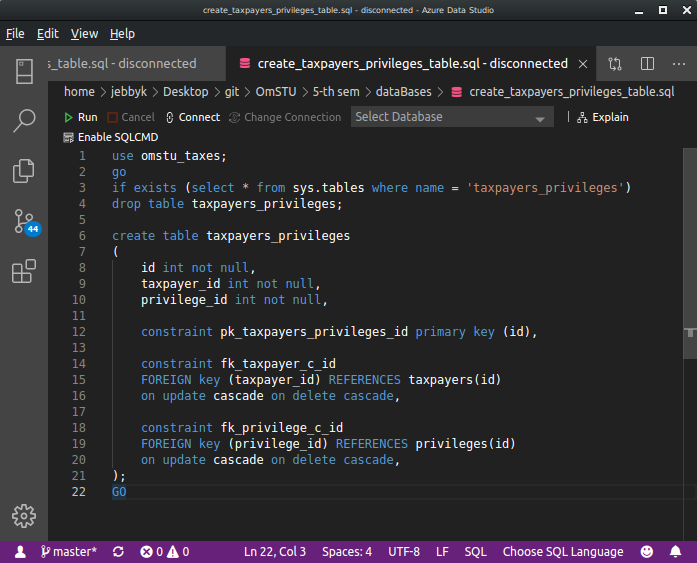 create_taxpayers_privileges_table.sql - disconnected - Azure Data Studio
File Edit View Help
s_table.sql - disconnected create_taxpayers_privileges_table.sql - disconnected
home > jebbyk > Desktop > git > OmSTU > 5-th sem > dataBases > create_taxpayers_privileges_table.sql
Run Cancel Connect Change Connection Select Database Explain
Enable SQLCMD
1 use omstu_taxes;
2 go
3 if exists (select * from sys.tables where name = 'taxpayers_privileges')
4 drop table taxpayers_privileges;
5
6 create table taxpayers_privileges
7 (
8 id int not null,
9 taxpayer_id int not null,
10 privilege_id int not null,
11
12 constraint pk_taxpayers_privileges_id primary key (id),
13
14 constraint fk_taxpayer_c_id
15 FOREIGN key (taxpayer_id) REFERENCES taxpayers(id)
16 on update cascade on delete cascade,
17
18 constraint fk_privilege_c_id
19 FOREIGN key (privilege_id) REFERENCES privileges(id)
20 on update cascade on delete cascade,
21 );
22 GO
44
master* 0 0 Ln 22, Col 3 Spaces: 4 UTF-8 LF SQL Choose SQL Language